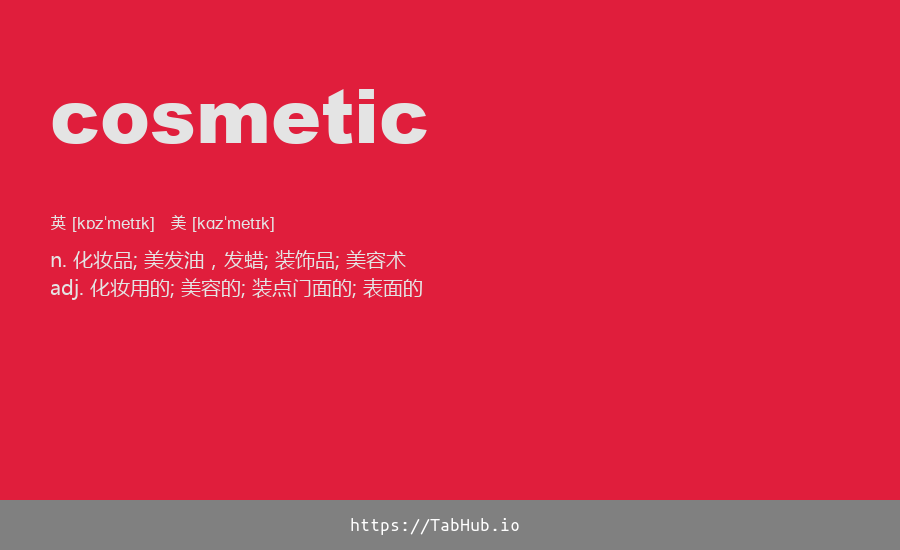 cosmetic
英 [kɒzˈmetɪk] 美 [kɑzˈmetɪk]
n. 化妆品; 美发油，发蜡; 装饰品; 美容术
adj. 化妆用的; 美容的; 装点门面的; 表面的
https://TabHub.io